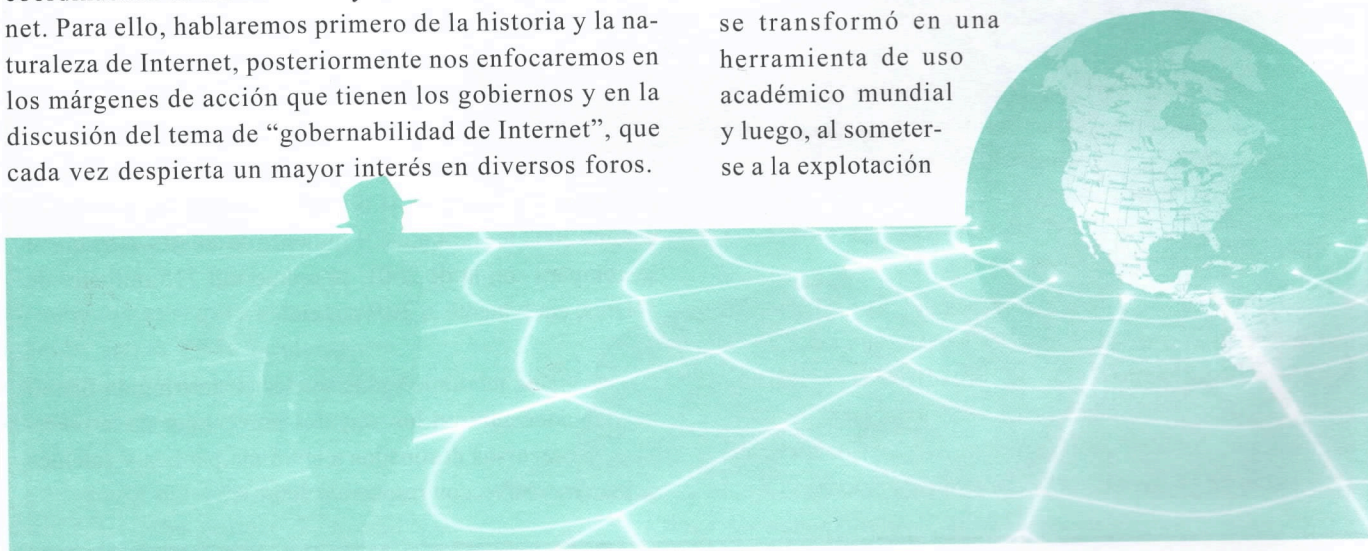 net. Para ello, hablaremos primero de la historia y la na-
turaleza de Internet, posteriormente nos enfocaremos en
los márgenes de acción que tienen los gobiernos y en la
discusión del tema de “gobernabilidad de Internet”, que
cada vez despierta un mayor interés en diversos foros.
se transformó en una
herramienta de uso
académico mundial
y luego, al someter-
se a la explotación